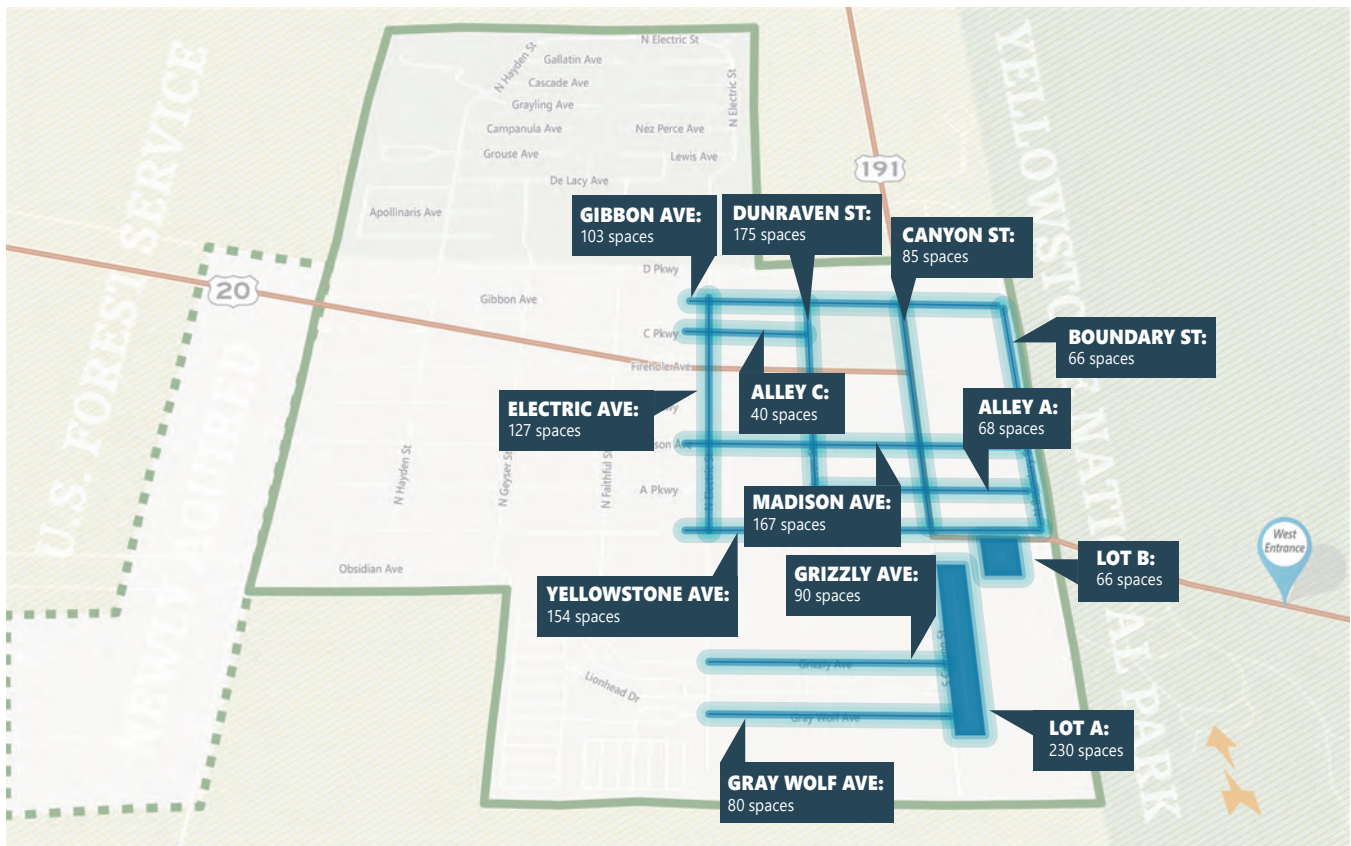 N Electric St
N Hayden St
Gallatin Ave
Cascade Ave
Grayling Ave
N Electric St
Campanula Ave
Nez Perce Ave
Grouse Ave
Lewis Ave
De Lacy Ave
Apollinaris Ave
191
U.S. FOREST SERVICE
YELLOWSTONE NATIONAL PARK
GIBBON AVE:
103 spaces
DUNRAVEN ST:
175 spaces
CANYON ST:
85 spaces
D Pkwy
20
Gibbon Ave
C Pkwy
BOUNDARY ST:
66 spaces
Firehole Ave
ALLEY C:
40 spaces
ALLEY A:
68 spaces
ELECTRIC AVE:
127 spaces
NEWLY AQUIRED
N Hayden St
N Geyser St
N Faithful St
N Electric St
A Pkwy
MADISON AVE:
167 spaces
West
Entrance
LOT B:
66 spaces
Obsidian Ave
GRIZZLY AVE:
90 spaces
YELLOWSTONE AVE:
154 spaces
Grizzly Ave
Lionhead Dr
Gray Wolf Ave
LOT A:
230 spaces
GRAY WOLF AVE:
80 spaces